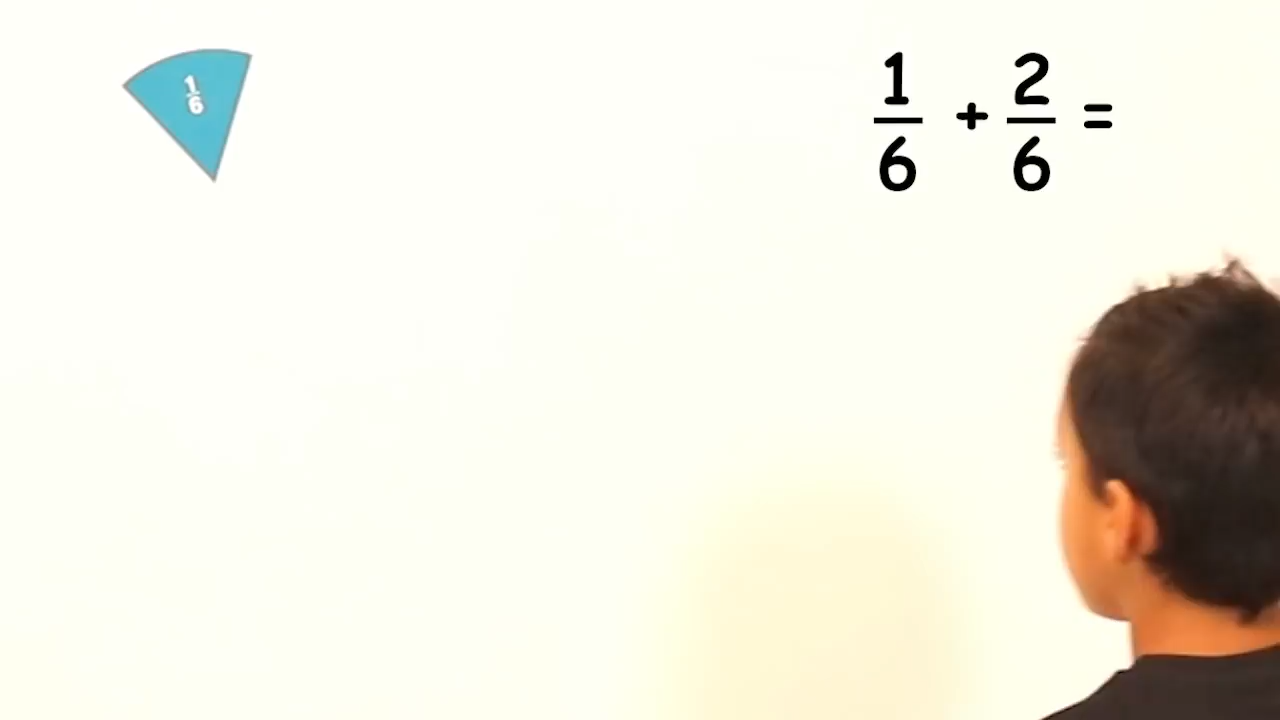 1/6
1/6 + 2/6 =